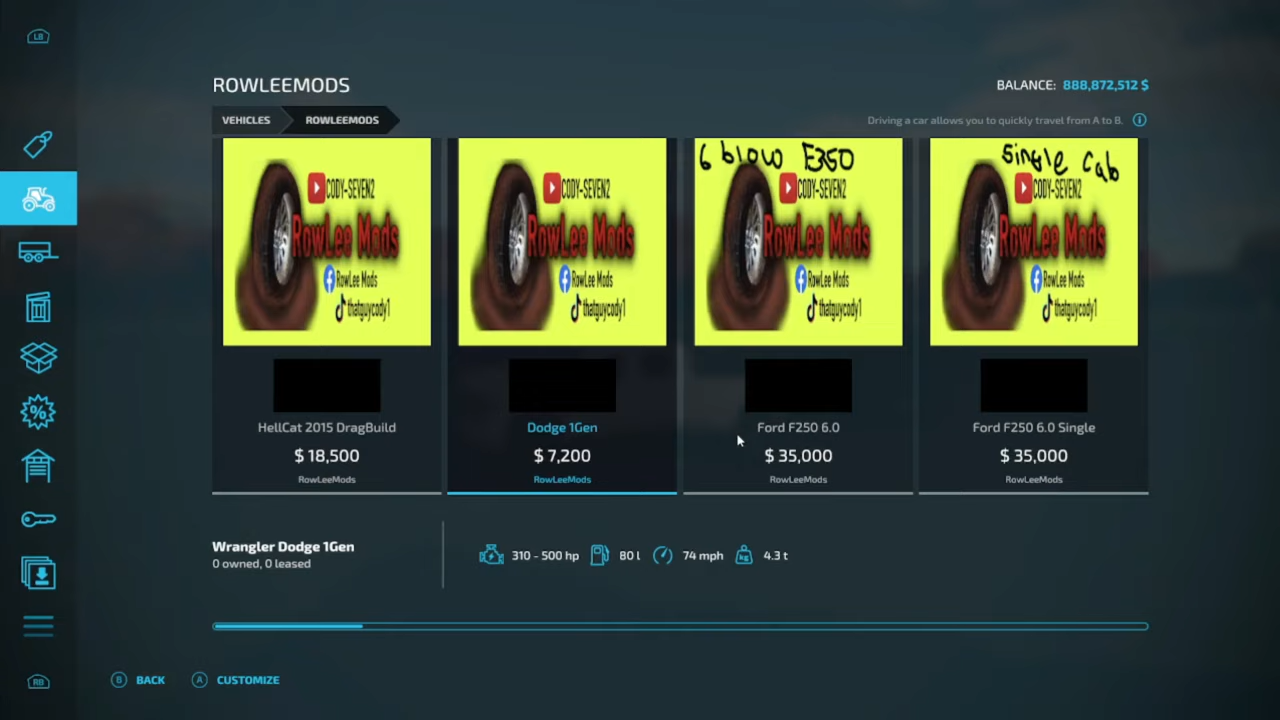 LB
ROWLEEMODS
BALANCE: 888,872,512 $
VEHICLES
ROWLEEMODS
Driving a car allows you to quickly travel from A to B.
CODY-SEVEN2
RowLee Mods
RowLee Mods
thatguycody1
CODY-SEVEN2
RowLee Mods
RowLee Mods
thatguycody1
6 blow E350
CODY-SEVEN2
RowLee Mods
RowLee Mods
thatguycody1
Single Cab
CODY-SEVEN2
RowLee Mods
RowLee Mods
thatguycody1
HellCat 2015 DragBuild
$ 18,500
RowLeeMods
Dodge 1Gen
$ 7,200
RowLeeMods
Ford F250 6.0
$ 35,000
RowLeeMods
Ford F250 6.0 Single
$ 35,000
RowLeeMods
Wrangler Dodge 1Gen
0 owned, 0 leased
310 - 500 hp
80 l
74 mph
kg
4.3 t
RB
B BACK
A CUSTOMIZE